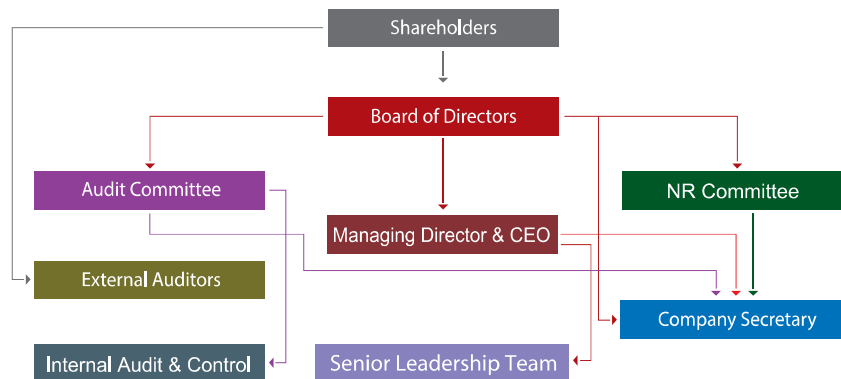 Shareholders
Board of Directors
Audit Committee
NR Committee
Managing Director & CEO
External Auditors
Company Secretary
Internal Audit & Control
Senior Leadership Team